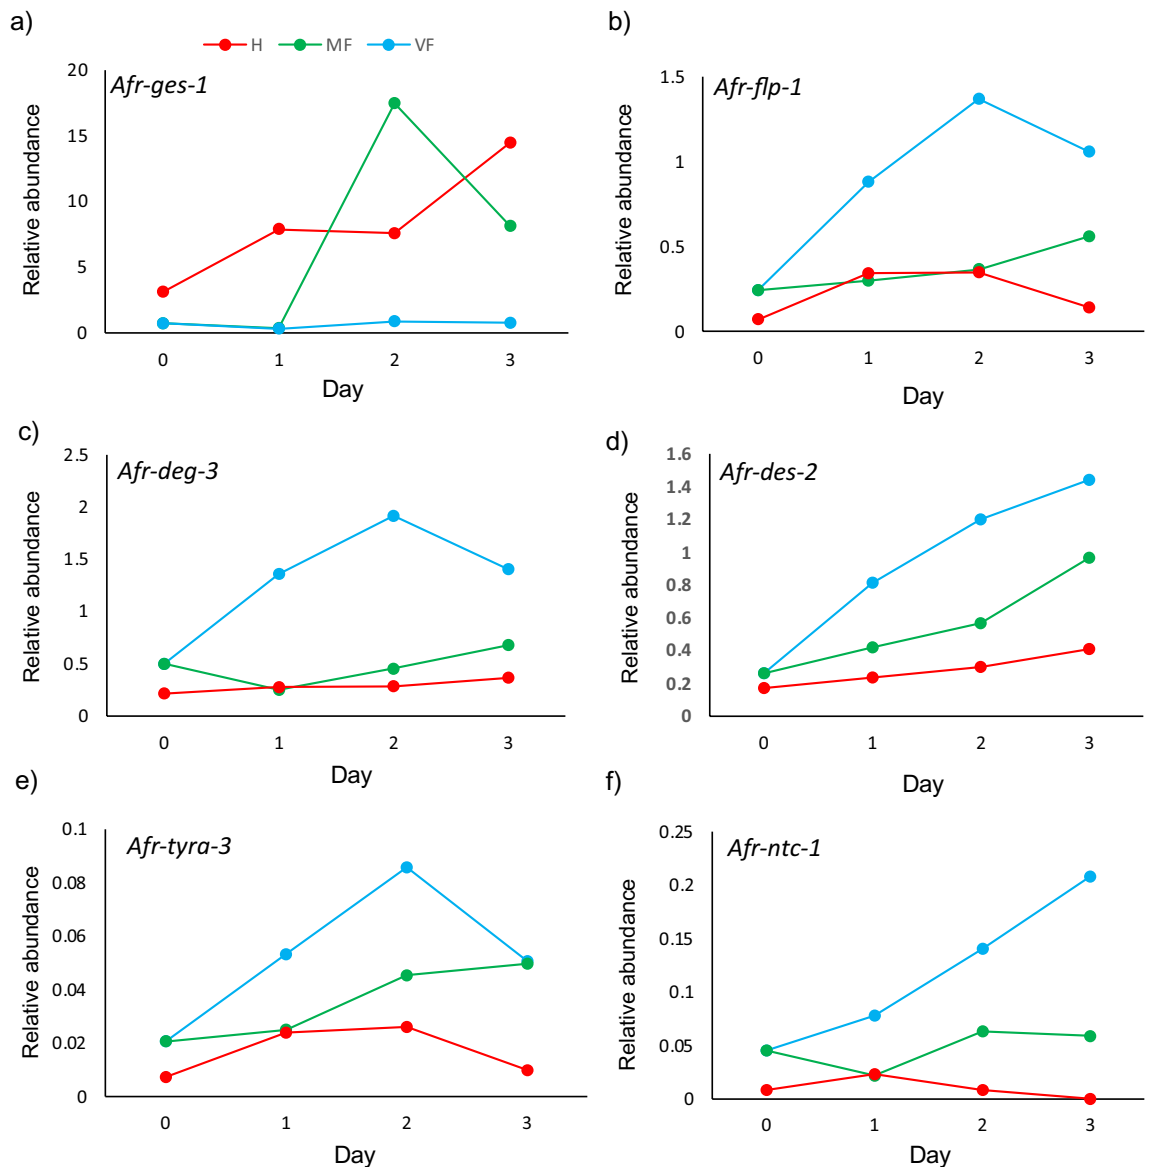 a)
H MF VF
Afr-ges-1
Relative abundance
20
15
10
5
0
0 1 2 3
Day
b)
Afr-flp-1
Relative abundance
1.5
1
0.5
0
0 1 2 3
Day
c)
Afr-deg-3
Relative abundance
2.5
2
1.5
1
0.5
0
0 1 2 3
Day
d)
Afr-des-2
Relative abundance
1.6
1.4
1.2
1
0.8
0.6
0.4
0.2
0
0 1 2 3
Day
e)
Afr-tyra-3
Relative abundance
0.1
0.08
0.06
0.04
0.02
0
0 1 2 3
Day
f)
Afr-ntc-1
Relative abundance
0.25
0.2
0.15
0.1
0.05
0
0 1 2 3
Day